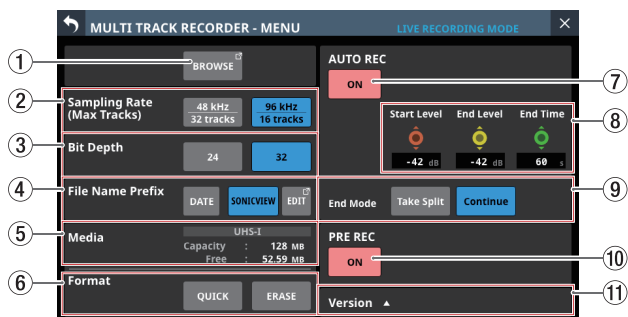 MULTI TRACK RECORDER - MENU
LIVE RECORDING MODE
1
BROWSE
2
Sampling Rate
(Max Tracks)
48 kHz
32 tracks
96 kHz
16 tracks
3
Bit Depth
24
32
4
File Name Prefix
DATE
SONICVIEW
EDIT
5
Media
UHS-I
Capacity : 128 MB
Free : 52.59 MB
6
Format
QUICK
ERASE
AUTO REC
ON
7
Start Level
End Level
End Time
8
-42 dB
-42 dB
60 s
End Mode
Take Split
Continue
9
PRE REC
ON
10
Version ▲
11